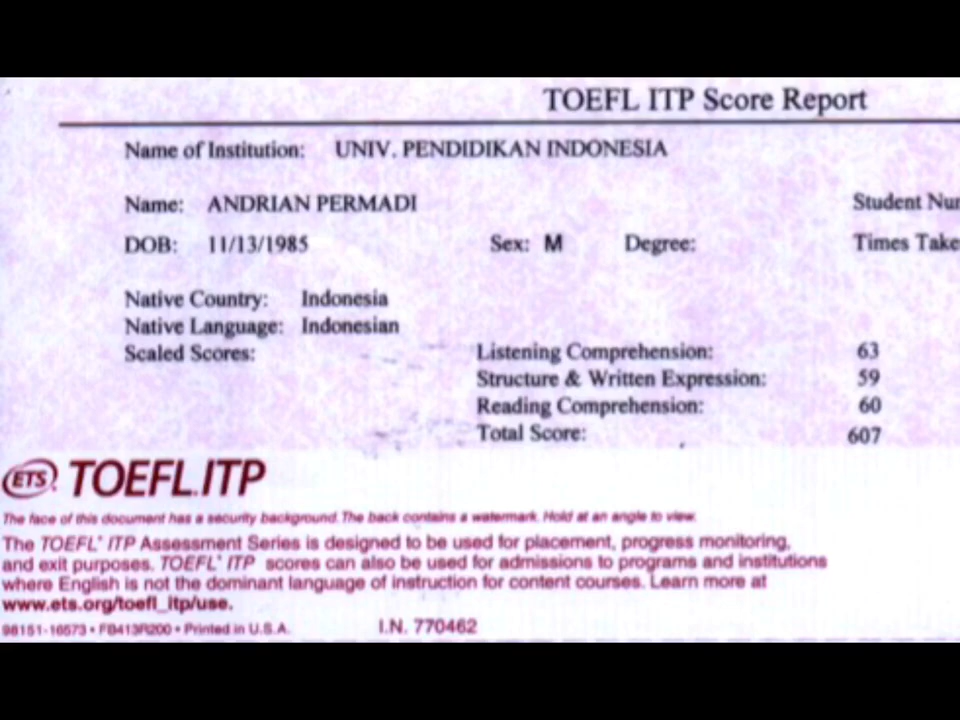 TOEFL ITP Score Report
Name of Institution: UNIV. PENDIDIKAN INDONESIA
Name: ANDRIAN PERMADI Student Nu
DOB: 11/13/1985 Sex: M Degree: Times Take
Native Country: Indonesia
Native Language: Indonesian
Scaled Scores: Listening Comprehension: 63
Structure & Written Expression: 59
Reading Comprehension: 60
Total Score: 607
ETS TOEFL ITP
The face of this document has a security background. The back contains a watermark. Hold at an angle to view.
The TOEFL® ITP Assessment Series is designed to be used for placement, progress monitoring,
and exit purposes. TOEFL® ITP scores can also be used for admissions to programs and institutions
where English is not the dominant language of instruction for content courses. Learn more at
www.ets.org/toefl_itp/use.
98151-16573 • FB413R200 • Printed in U.S.A. I.N. 770462